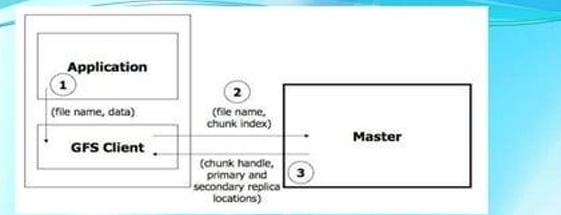 Application
1
(file name, data)
GFS Client
2
(file name,
chunk index)
(chunk handle,
primary and
secondary replica
locations)
3
Master